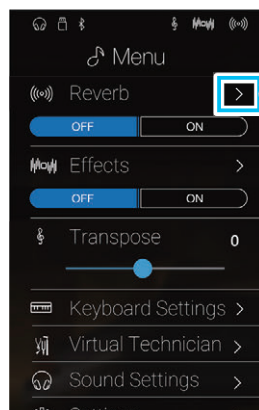 Menu
Reverb
OFF ON
Effects
OFF ON
Transpose 0
Keyboard Settings
Virtual Technician
Sound Settings